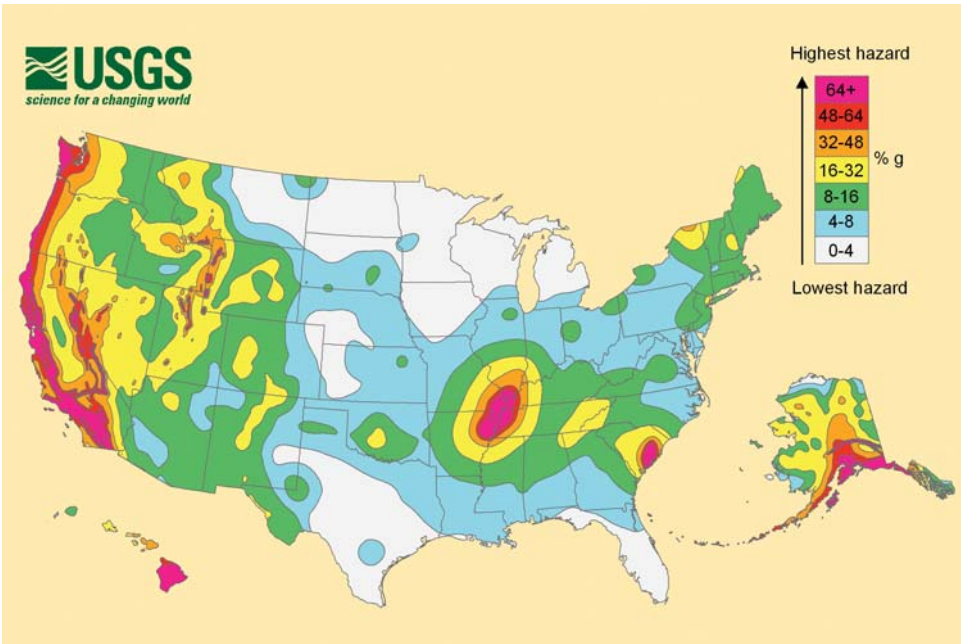 USGS
science for a changing world
Highest hazard
64+
48-64
32-48
16-32
% g
8-16
4-8
0-4
Lowest hazard